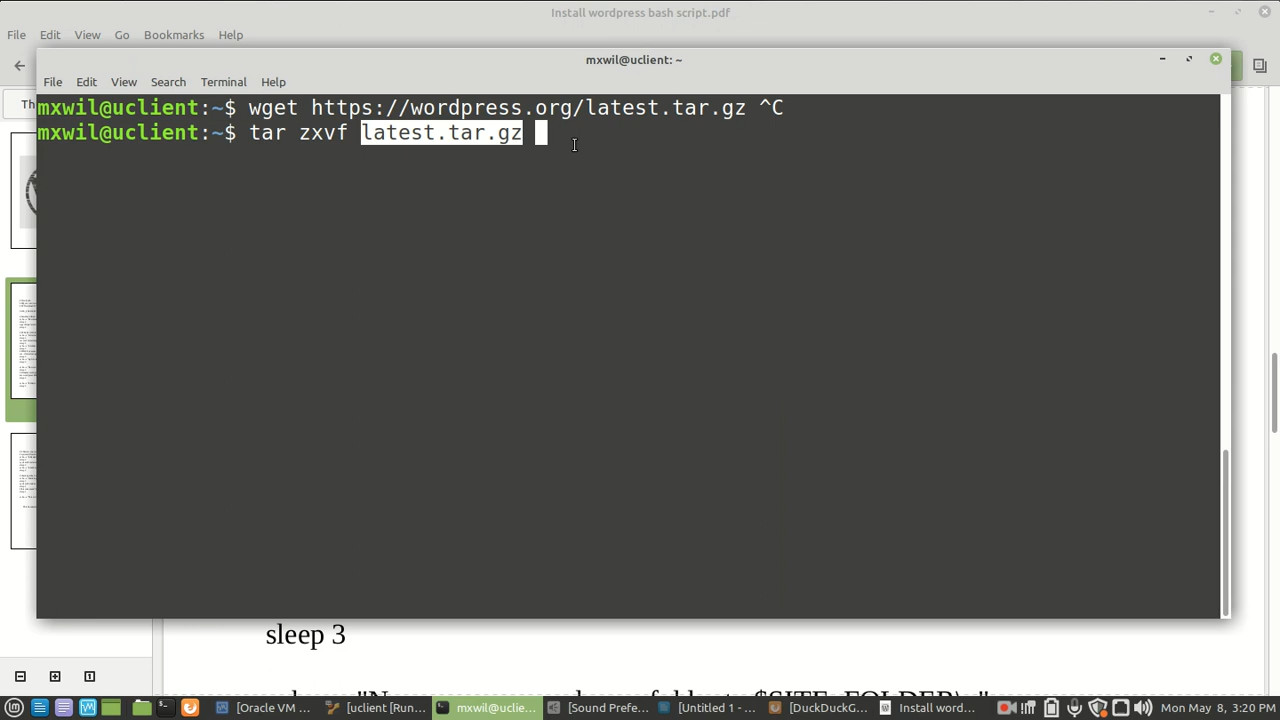 Install wordpress bash script.pdf
File Edit View Go Bookmarks Help
mxwil@uclient: ~
File Edit View Search Terminal Help
Th
mxwil@uclient:~$ wget https://wordpress.org/latest.tar.gz ^C
mxwil@uclient:~$ tar zxvf latest.tar.gz
sleep 3
[Oracle VM ... uclient [Run... mxwil@uclie... [Sound Prefe... [Untitled 1 -... [DuckDuckG... Install word... Mon May 8, 3:20 PM